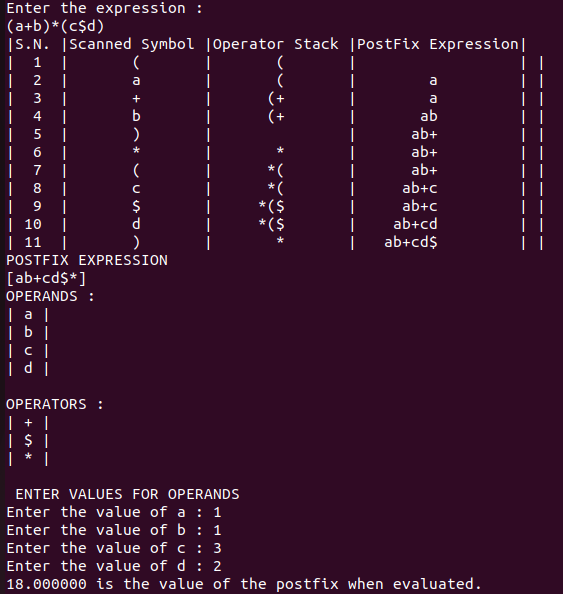 Enter the expression :
(a+b)*(c$d)
|S.N. |Scanned Symbol |Operator Stack |PostFix Expression|
|  1  |       (       |       (       |                  | |
|  2  |       a       |       (       |        a         | |
|  3  |       +       |      (+       |        a         | |
|  4  |       b       |      (+       |       ab         | |
|  5  |       )       |               |      ab+         | |
|  6  |       *       |       *       |      ab+         | |
|  7  |       (       |      *(       |      ab+         | |
|  8  |       c       |      *(       |     ab+c         | |
|  9  |       $       |     *($       |     ab+c         | |
| 10  |       d       |     *($       |    ab+cd         | |
| 11  |       )       |       *       |   ab+cd$         | |
POSTFIX EXPRESSION
[ab+cd$*]
OPERANDS :
| a |
| b |
| c |
| d |

OPERATORS :
| + |
| $ |
| * |

 ENTER VALUES FOR OPERANDS
Enter the value of a : 1
Enter the value of b : 1
Enter the value of c : 3
Enter the value of d : 2
18.000000 is the value of the postfix when evaluated.